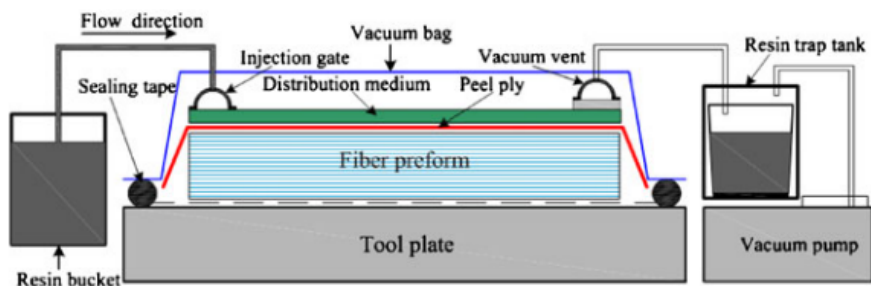 Flow direction
Vacuum bag
Injection gate
Vacuum vent
Resin trap tank
Sealing tape
Distribution medium
Peel ply
Fiber preform
Tool plate
Vacuum pump
Resin bucket